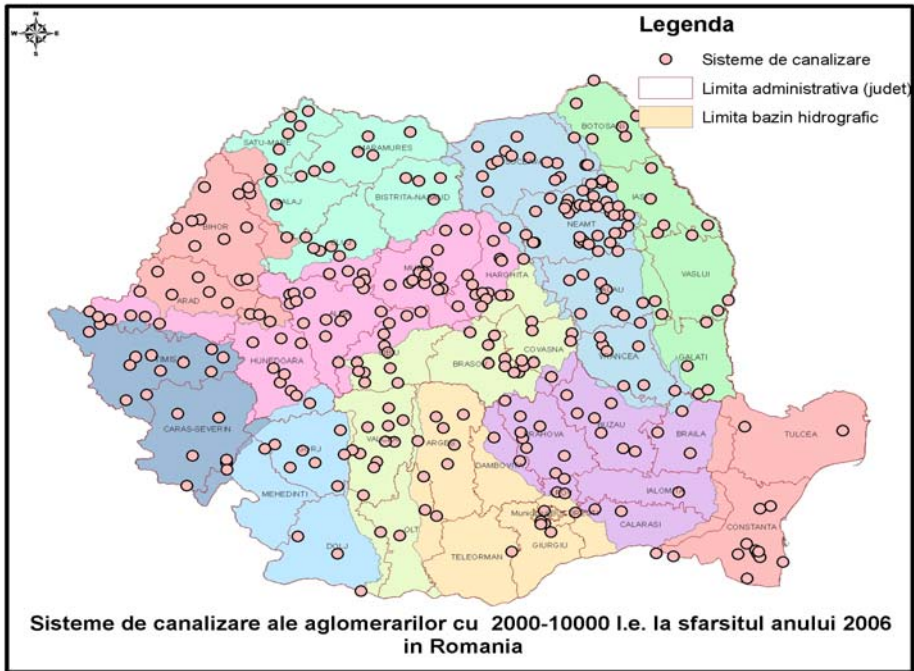 N
W
E
S
Legenda
Sisteme de canalizare
Limita administrativa (judet)
Limita bazin hidrografic
BOTOSANI
SATU-MARE
MARAMURES
IASI
BISTRITA-NASAUD
SALAJ
NEAMT
BIHOR
HARGHITA
VASLUI
BACAU
ARAD
COVASNA
HUNEDOARA
TIMIS
BRASOV
VRANCEA
GALATI
CARAS-SEVERIN
GORJ
VALCEA
ARGES
PRAHOVA
BUZAU
BRAILA
TULCEA
DAMBOVITA
MEHEDINTI
IALOMITA
OLT
CALARASI
CONSTANTA
DOLJ
TELEORMAN
GIURGIU
Sisteme de canalizare ale aglomerarilor cu 2000-10000 l.e. la sfarsitul anului 2006
in Romania